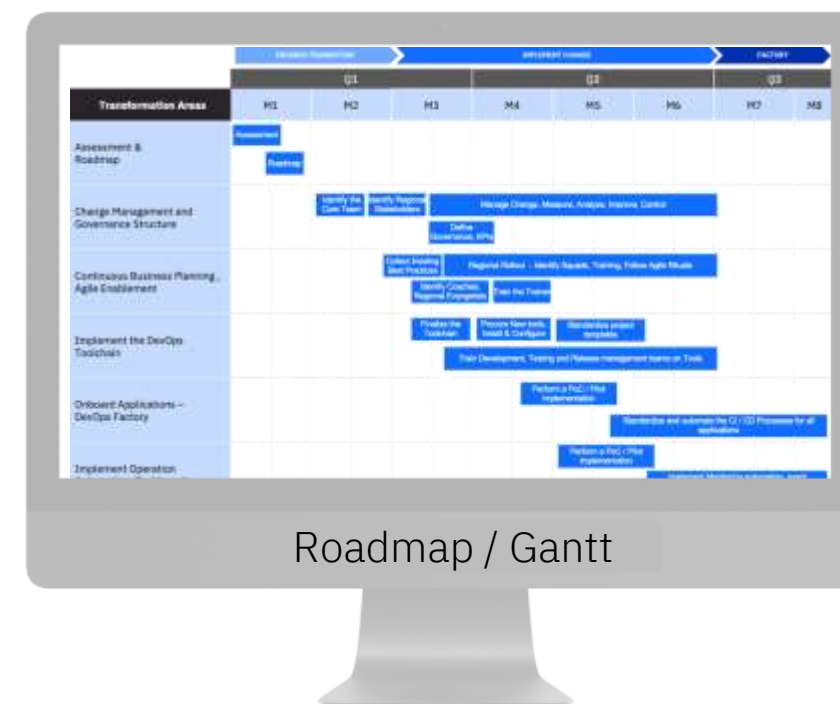 IMPLEMENT CHANGE
FACTORY
Q1
Q2
Q3
Transformation Areas
M1
M2
M3
M4
M5
M6
M7
M8
Assessment
Assessment &
Roadmap
Roadmap
Change Management and
Governance Structure
Identify the
Core Team
Identify Regional
Stakeholders
Manage Change, Measure, Analyze, Improve, Control
Define
Governance, KPIs
Continuous Business Planning,
Agile Enablement
Collect Existing
Best Practices
Regional Rollout – Identify Squads, Training, Follow Agile Rituals
Identify Coaches,
Regional Evangelists
Train the Trainer
Implement the DevOps
Toolchain
Finalize the
Toolchain
Procure New tools,
Install & Configure
Standardize project
templates
Train Development, Testing and Release management teams on Tools
Onboard Applications –
DevOps Factory
Perform a PoC / Pilot
Implementation
Standardize and automate the CI / CD Processes for all
applications
Implement Operation
Perform a PoC / Pilot
Implementation
Roadmap / Gantt